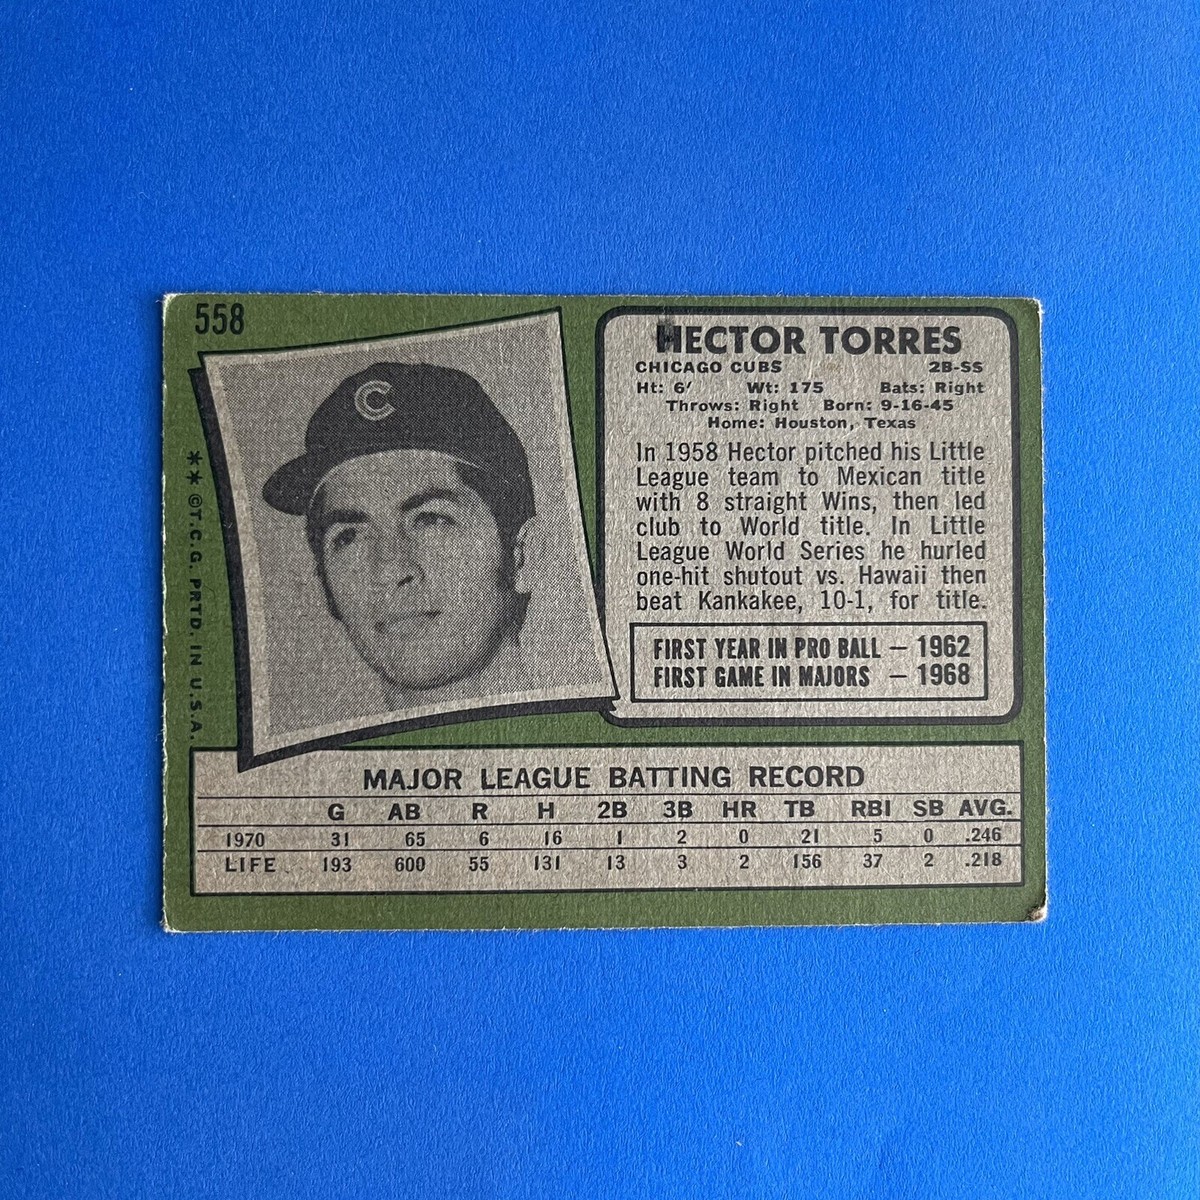 558
C
** ©T.C.G. PRTD. IN U.S.A.
HECTOR TORRES
CHICAGO CUBS 2B-SS
Ht: 6' Wt: 175 Bats: Right
Throws: Right Born: 9-16-45
Home: Houston, Texas
In 1958 Hector pitched his Little
League team to Mexican title
with 8 straight Wins, then led
club to World title. In Little
League World Series he hurled
one-hit shutout vs. Hawaii then
beat Kankakee, 10-1, for title.
FIRST YEAR IN PRO BALL — 1962
FIRST GAME IN MAJORS — 1968
MAJOR LEAGUE BATTING RECORD
G AB R H 2B 3B HR TB RBI SB AVG.
1970 31 65 6 16 1 2 0 21 5 0 .246
LIFE 193 600 55 131 13 3 2 156 37 2 .218